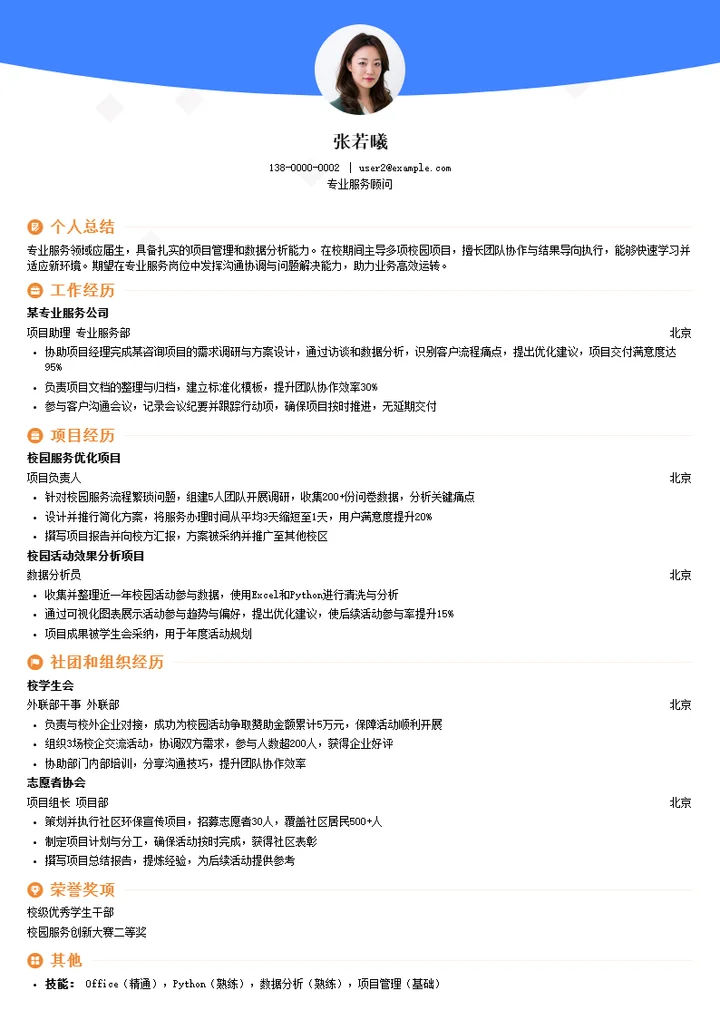 张若曦
138-0000-0002 | user2@example.com
专业服务顾问
个人总结
专业服务领域应届生，具备扎实的项目管理和数据分析能力。在校期间主导多项校园项目，擅长团队协作与结果导向执行，能够快速学习并
适应新环境。期望在专业服务岗位中发挥沟通协调与问题解决能力，助力业务高效运转。
工作经历
某专业服务公司
项目助理 专业服务部 北京
• 协助项目经理完成某咨询项目的需求调研与方案设计，通过访谈和数据分析，识别客户流程痛点，提出优化建议，项目交付满意度达
95%
• 负责项目文档的整理与归档，建立标准化模板，提升团队协作效率30%
• 参与客户沟通会议，记录会议纪要并跟踪行动项，确保项目按时推进，无延期交付
项目经历
校园服务优化项目
项目负责人 北京
• 针对校园服务流程繁琐问题，组建5人团队开展调研，收集200+份问卷数据，分析关键痛点
• 设计并推行简化方案，将服务办理时间从平均3天缩短至1天，用户满意度提升20%
• 撰写项目报告并向校方汇报，方案被采纳并推广至其他校区
校园活动效果分析项目
数据分析员 北京
• 收集并整理近一年校园活动参与数据，使用Excel和Python进行清洗与分析
• 通过可视化图表展示活动参与趋势与偏好，提出优化建议，使后续活动参与率提升15%
• 项目成果被学生会采纳，用于年度活动规划
社团和组织经历
校学生会
外联部干事 外联部 北京
• 负责与校外企业对接，成功为校园活动争取赞助金额累计5万元，保障活动顺利开展
• 组织3场校企交流活动，协调双方需求，参与人数超200人，获得企业好评
• 协助部门内部培训，分享沟通技巧，提升团队协作效率
志愿者协会
项目组长 项目部 北京
• 策划并执行社区环保宣传项目，招募志愿者30人，覆盖社区居民500+人
• 制定项目计划与分工，确保活动按时完成，获得社区表彰
• 撰写项目总结报告，提炼经验，为后续活动提供参考
荣誉奖项
校级优秀学生干部
校园服务创新大赛二等奖
其他
• 技能： Office（精通），Python（熟练），数据分析（熟练），项目管理（基础）